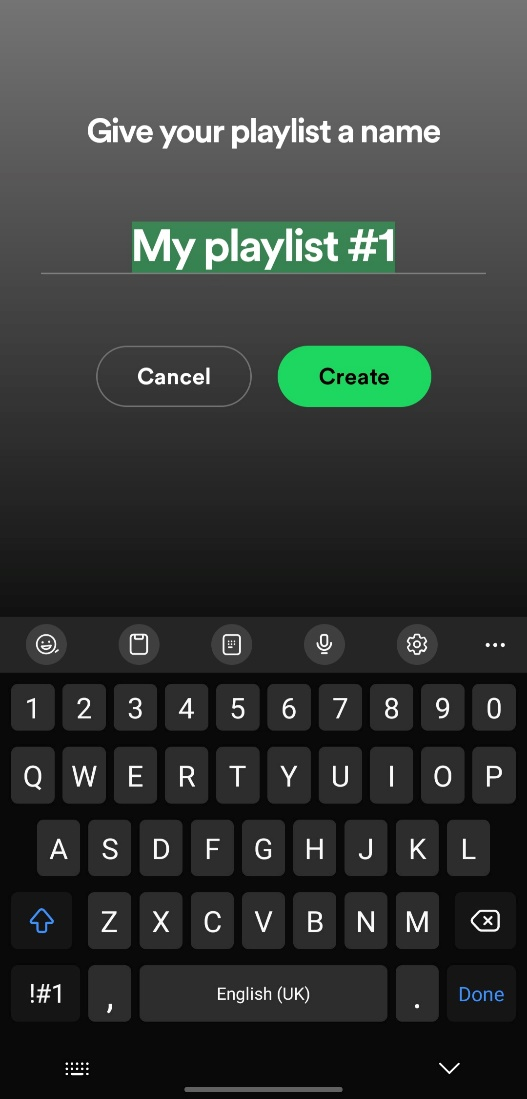 Give your playlist a name
My playlist #1
Cancel Create
1 2 3 4 5 6 7 8 9 0
Q W E R T Y U I O P
A S D F G H J K L
Z X C V B N M
!#1 , English (UK) . Done